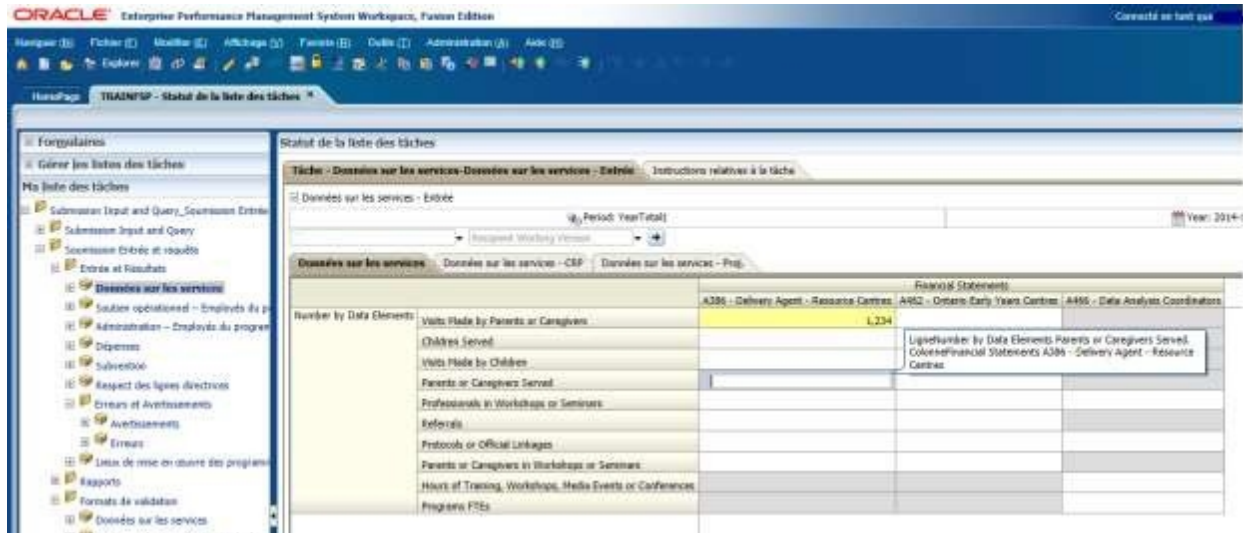 ORACLE Enterprise Performance Management System Workspace, Fusion Edition
Connecté en tant que
Naviguer (N) Fichier (F) Modifier (E) Affichage (V) Favoris (R) Outils (T) Administration (A) Aide (H)
Explorer
HomePage TRAINFSP - Statut de la liste des tâches
Formulaires
Gérer les listes des tâches
Ma liste des tâches
Submission Input and Query_Soumission Entrée
Submission Input and Query
Soumission Entrée et requête
Entrée et Résultats
Données sur les services
Soutien opérationnel – Employés du p
Administration – Employés du program
Dépenses
Subvention
Respect des lignes directrices
Erreurs et Avertissements
Avertissements
Erreurs
Lieux de mise en œuvre des programm
Rapports
Formats de validation
Données sur les services
Statut de la liste des tâches
Tâche - Données sur les services-Données sur les services - Entrée Instructions relatives à la tâche
Données sur les services - Entrée
Period: YearTotal1 Year: 2014-1
Recipient Working Version
Données sur les services Données sur les services - CRP Données sur les services - Proj.
Financial Statements
A386 - Delivery Agent - Resource Centres A462 - Ontario Early Years Centres A466 - Data Analysis Coordinators
Number by Data Elements Visits Made by Parents or Caregivers 1,234
Children Served
Visits Made by Children
Parents or Caregivers Served
Professionals in Workshops or Seminars
Referrals
Protocols or Official Linkages
Parents or Caregivers in Workshops or Seminars
Hours of Training, Workshops, Media Events or Conferences
Programs FTEs
LigneNumber by Data Elements Parents or Caregivers Served.
ColonneFinancial Statements A386 - Delivery Agent - Resource
Centres